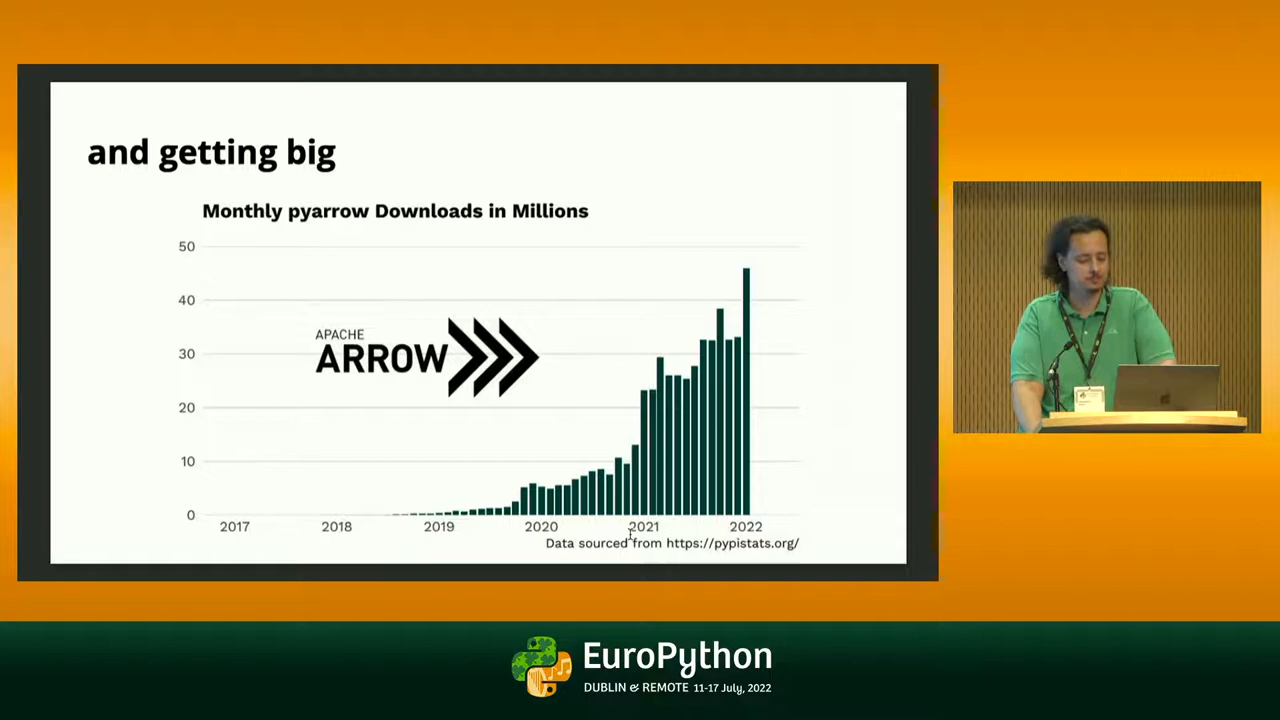 and getting big
Monthly pyarrow Downloads in Millions
50
40
30
20
10
0
APACHE
ARROW
2017 2018 2019 2020 2021 2022
Data sourced from https://pypistats.org/
EuroPython
DUBLIN & REMOTE 11-17 July, 2022